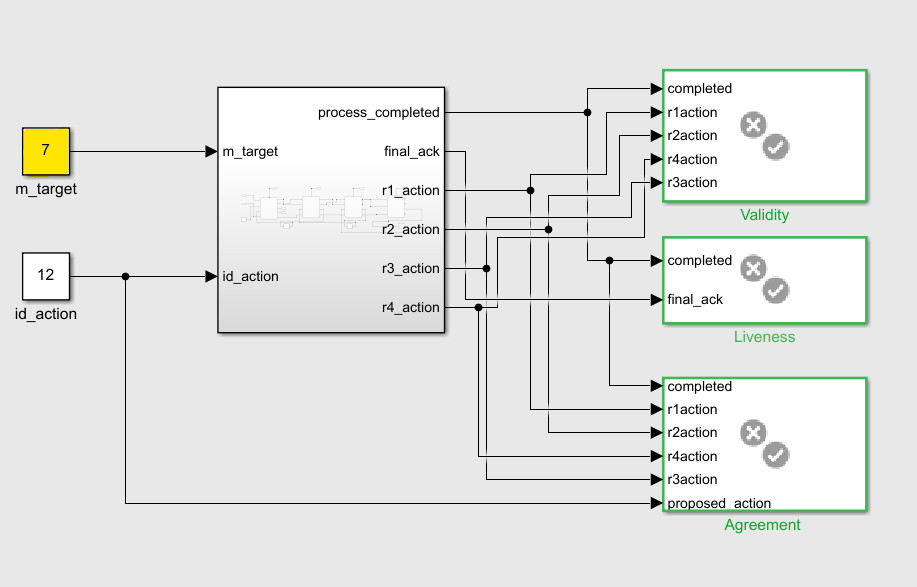 7
m_target
12
id_action
m_target
id_action
process_completed
final_ack
r1_action
r2_action
r3_action
r4_action
completed
r1action
r2action
r4action
r3action
Validity
completed
final_ack
Liveness
completed
r1action
r2action
r4action
r3action
proposed_action
Agreement